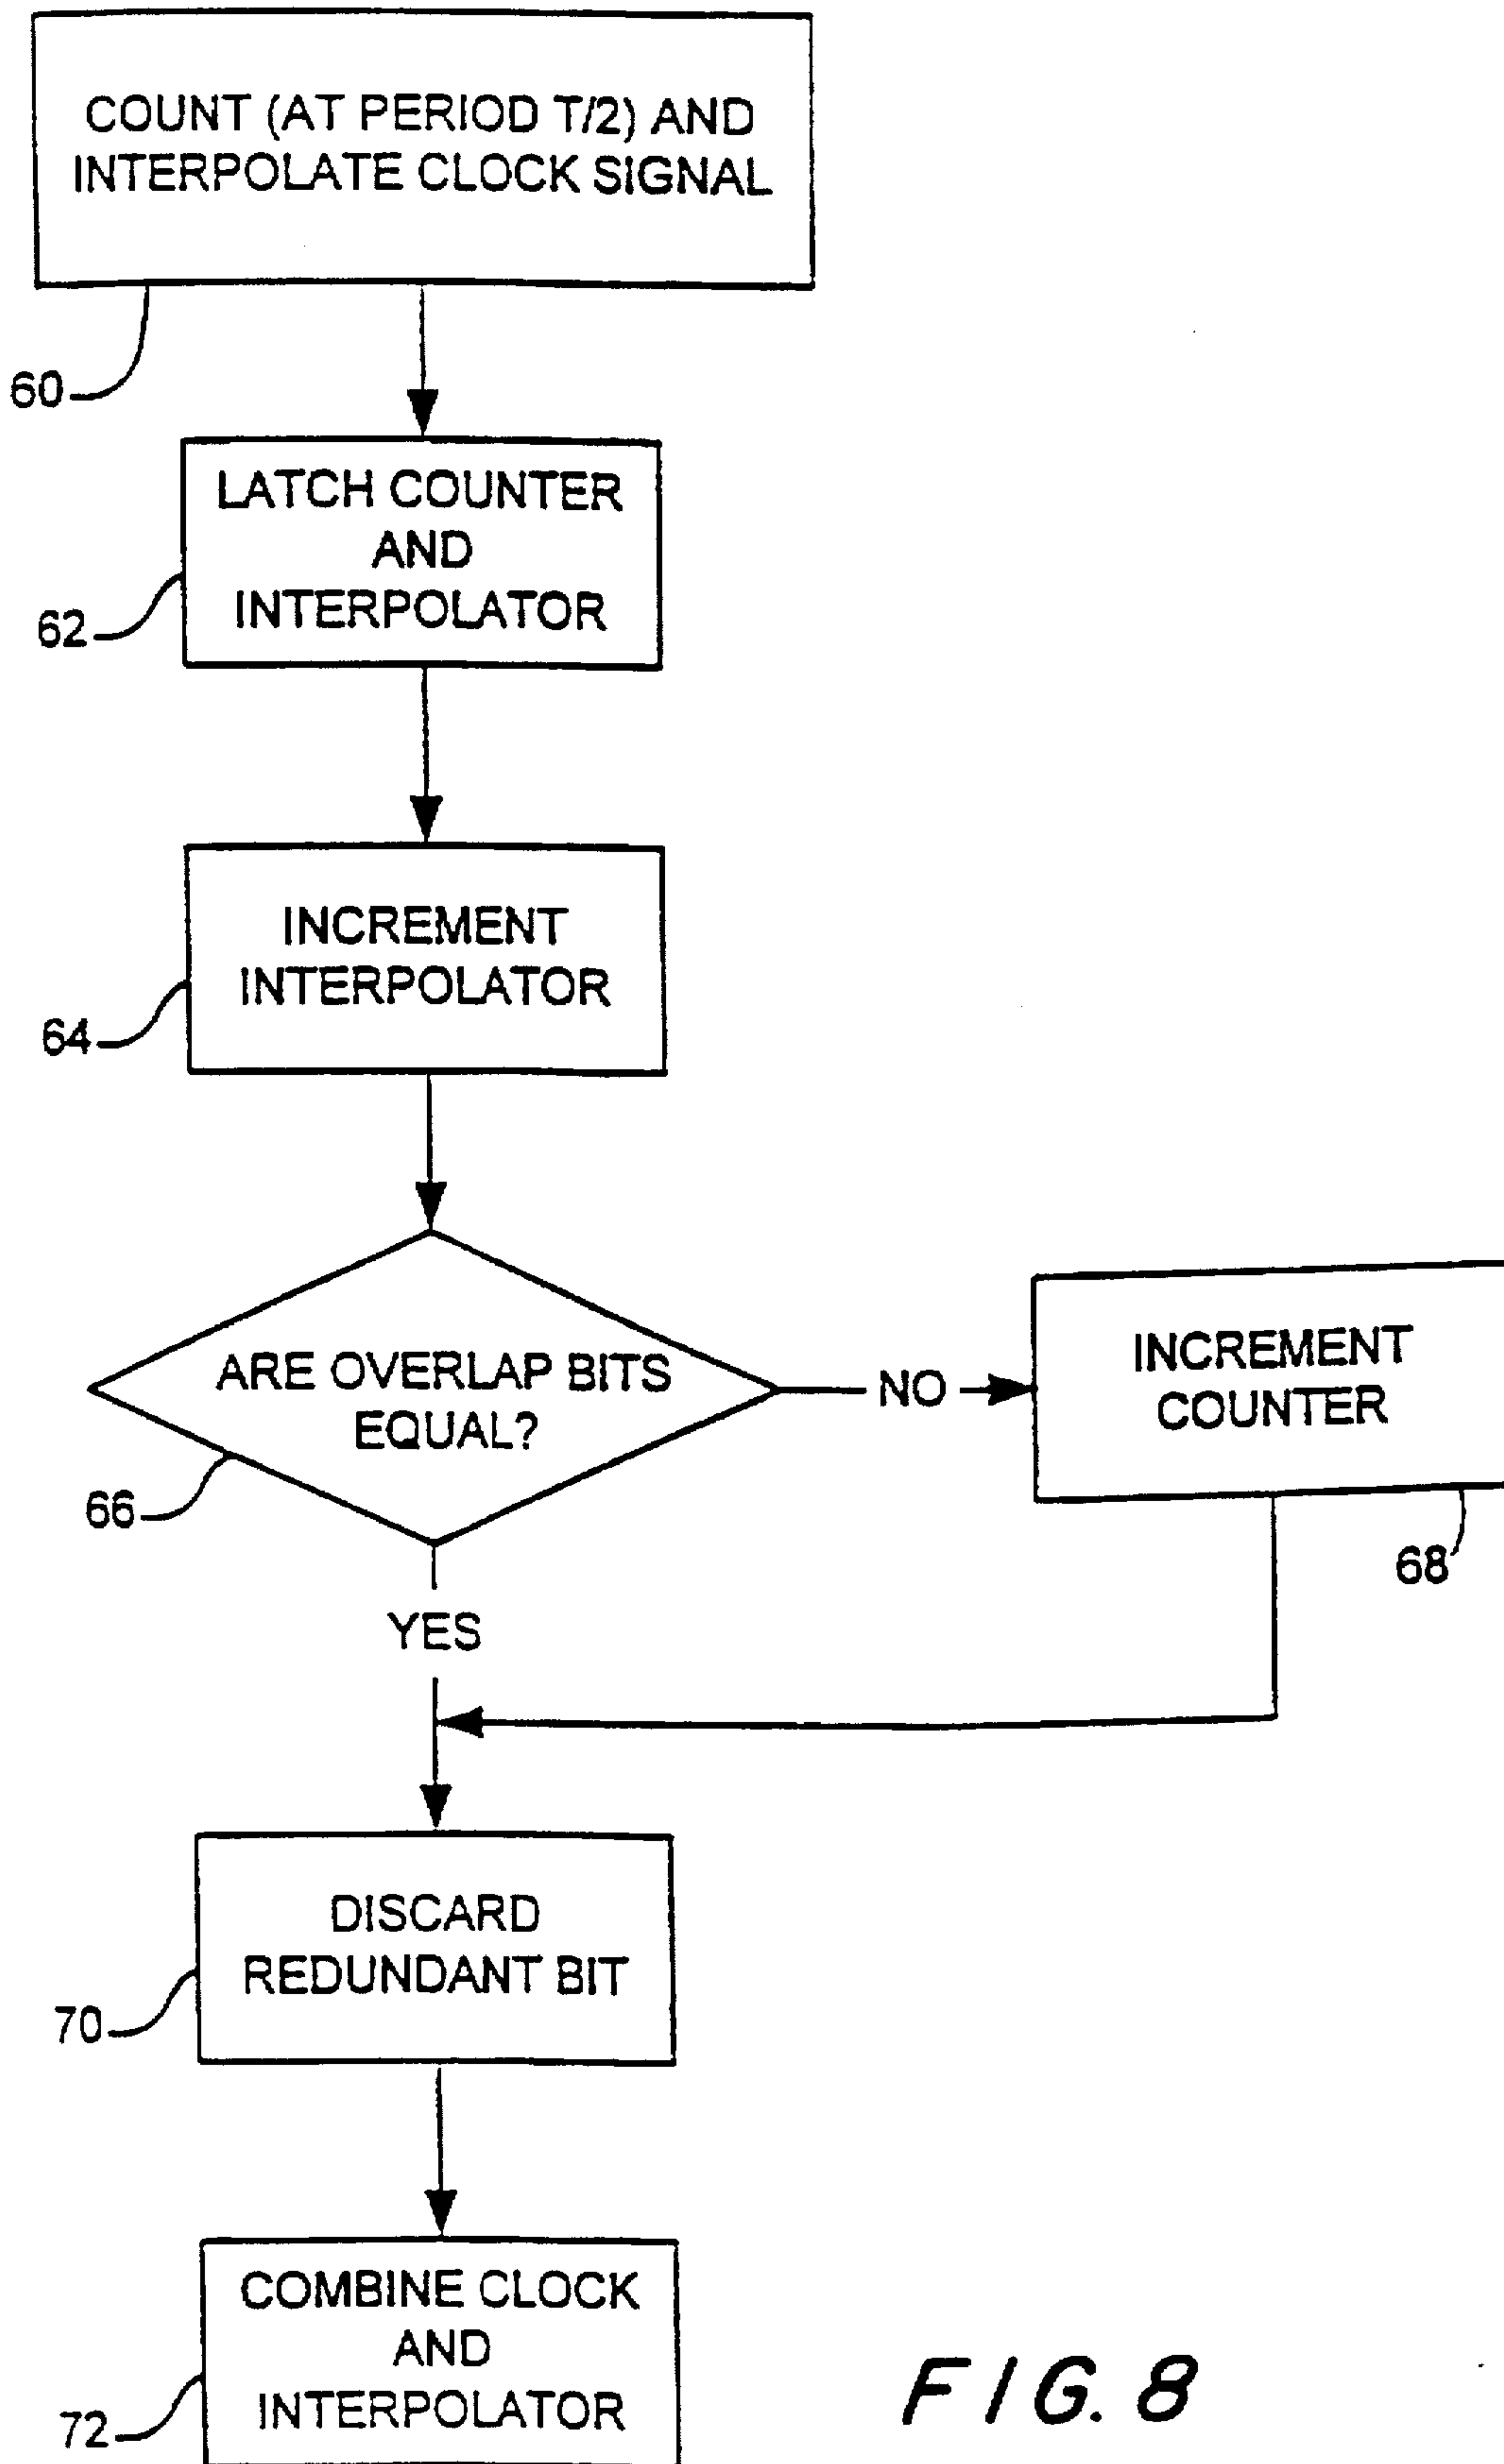 COUNT (AT PERIOD T/2) AND
INTERPOLATE CLOCK SIGNAL
60
LATCH COUNTER
AND
INTERPOLATOR
62
INCREMENT
INTERPOLATOR
64
ARE OVERLAP BITS
EQUAL?
66
NO
INCREMENT
COUNTER
68
YES
DISCARD
REDUNDANT BIT
70
COMBINE CLOCK
AND
INTERPOLATOR
72
FIG. 8